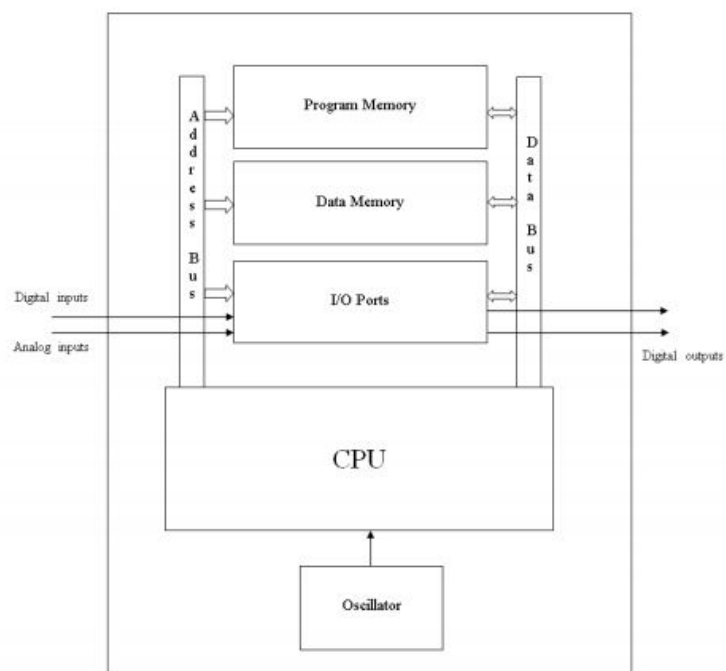 Program Memory
Address Bus
Data Bus
Data Memory
I/O Ports
Digital inputs
Analog inputs
Digital outputs
CPU
Oscillator